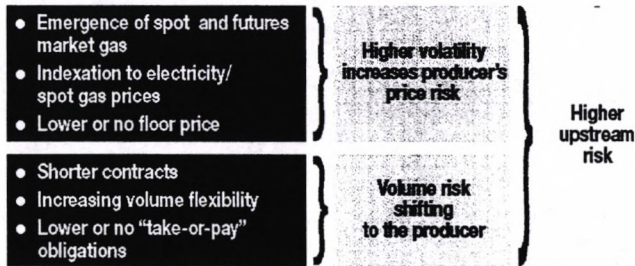 ● Emergence of spot and futures
market gas
● Indexation to electricity/
spot gas prices
● Lower or no floor price
Higher volatility
increases producer's
price risk
● Shorter contracts
● Increasing volume flexibility
● Lower or no "take-or-pay"
obligations
Volume risk
shifting
to the producer
Higher
upstream
risk